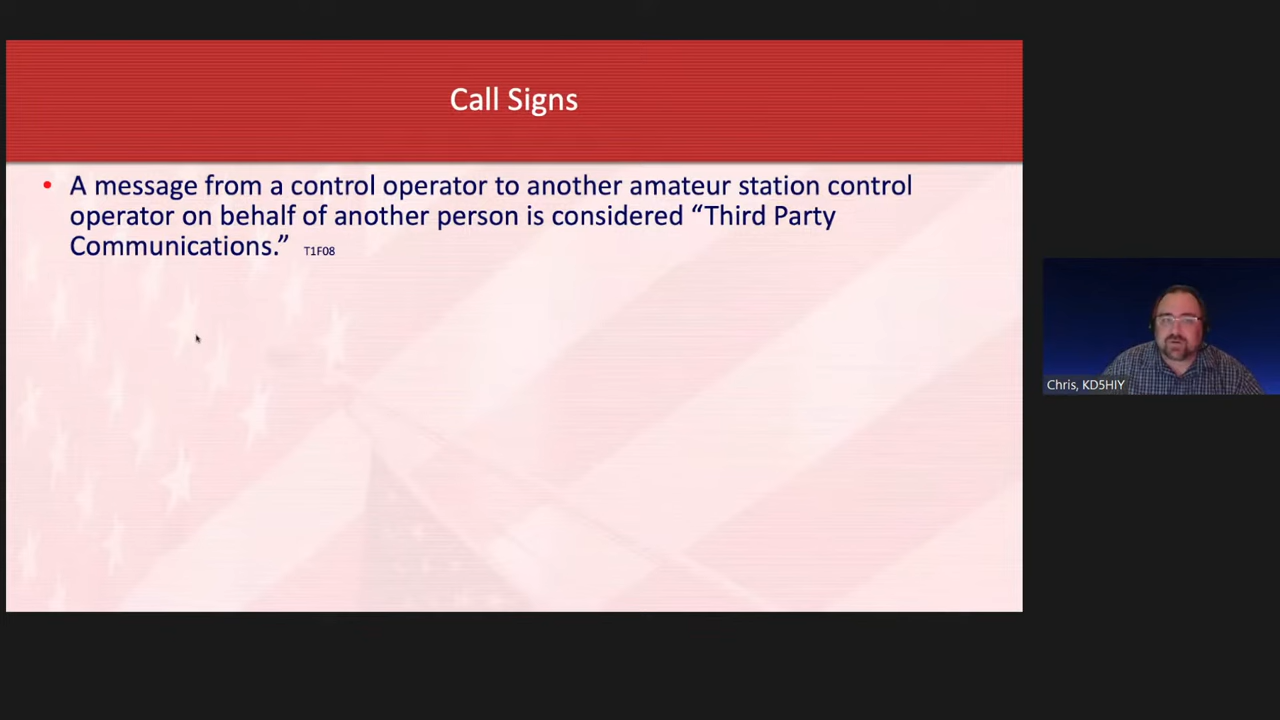 Call Signs
• A message from a control operator to another amateur station control
operator on behalf of another person is considered “Third Party
Communications.” T1F08
Chris, KD5HIY